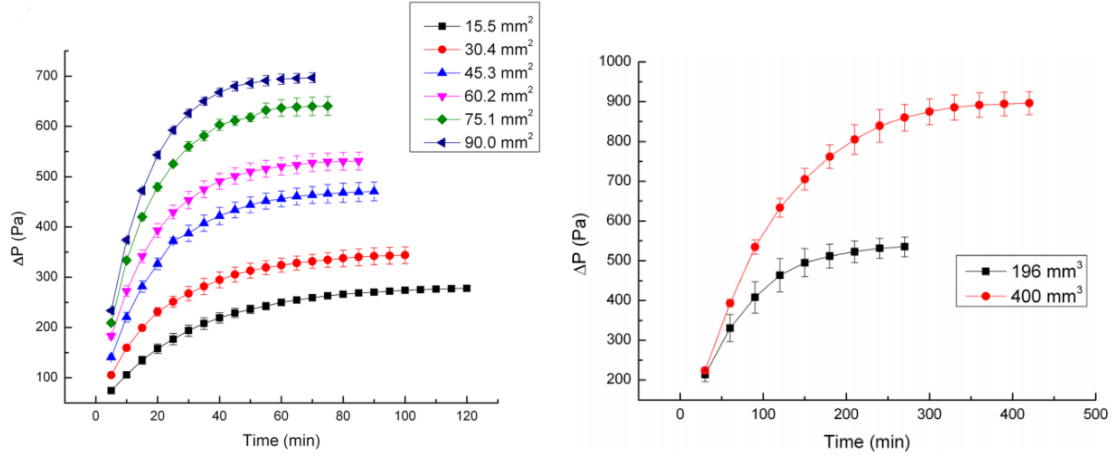 15.5 mm²
30.4 mm²
45.3 mm²
60.2 mm²
75.1 mm²
90.0 mm²
700
600
500
400
300
200
100
ΔP (Pa)
0 20 40 60 80 100 120
Time (min)
1000
900
800
700
600
500
400
300
200
ΔP (Pa)
196 mm³
400 mm³
0 100 200 300 400 500
Time (min)